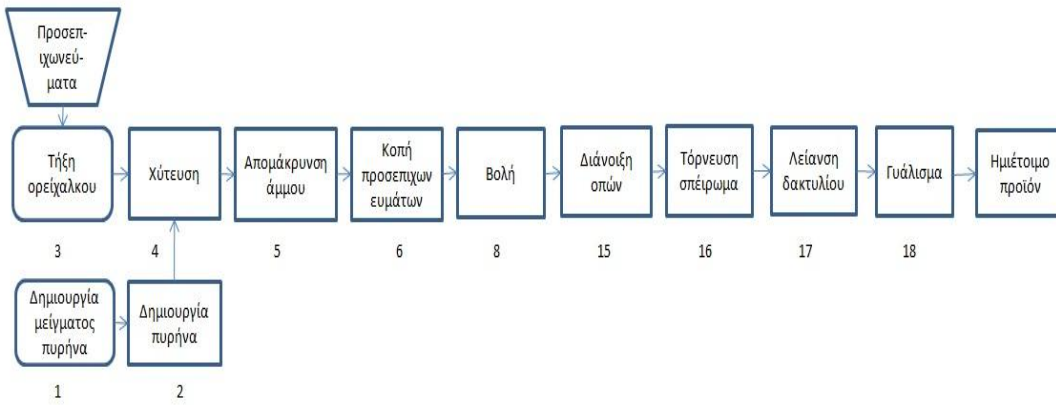 Προσεπ-
ιχωνεύ-
ματα
Τήξη
ορείχαλκου
Χύτευση
Απομάκρυνση
άμμου
Κοπή
προσεπιχων
ευμάτων
Βολή
Διάνοιξη
οπών
Τόρνευση
σπέιρωμα
Λείανση
δακτυλίου
Γυάλισμα
Ημιέτοιμο
προϊόν
3
4
5
6
8
15
16
17
18
Δημιουργία
μείγματος
πυρήνα
Δημιουργία
πυρήνα
1
2